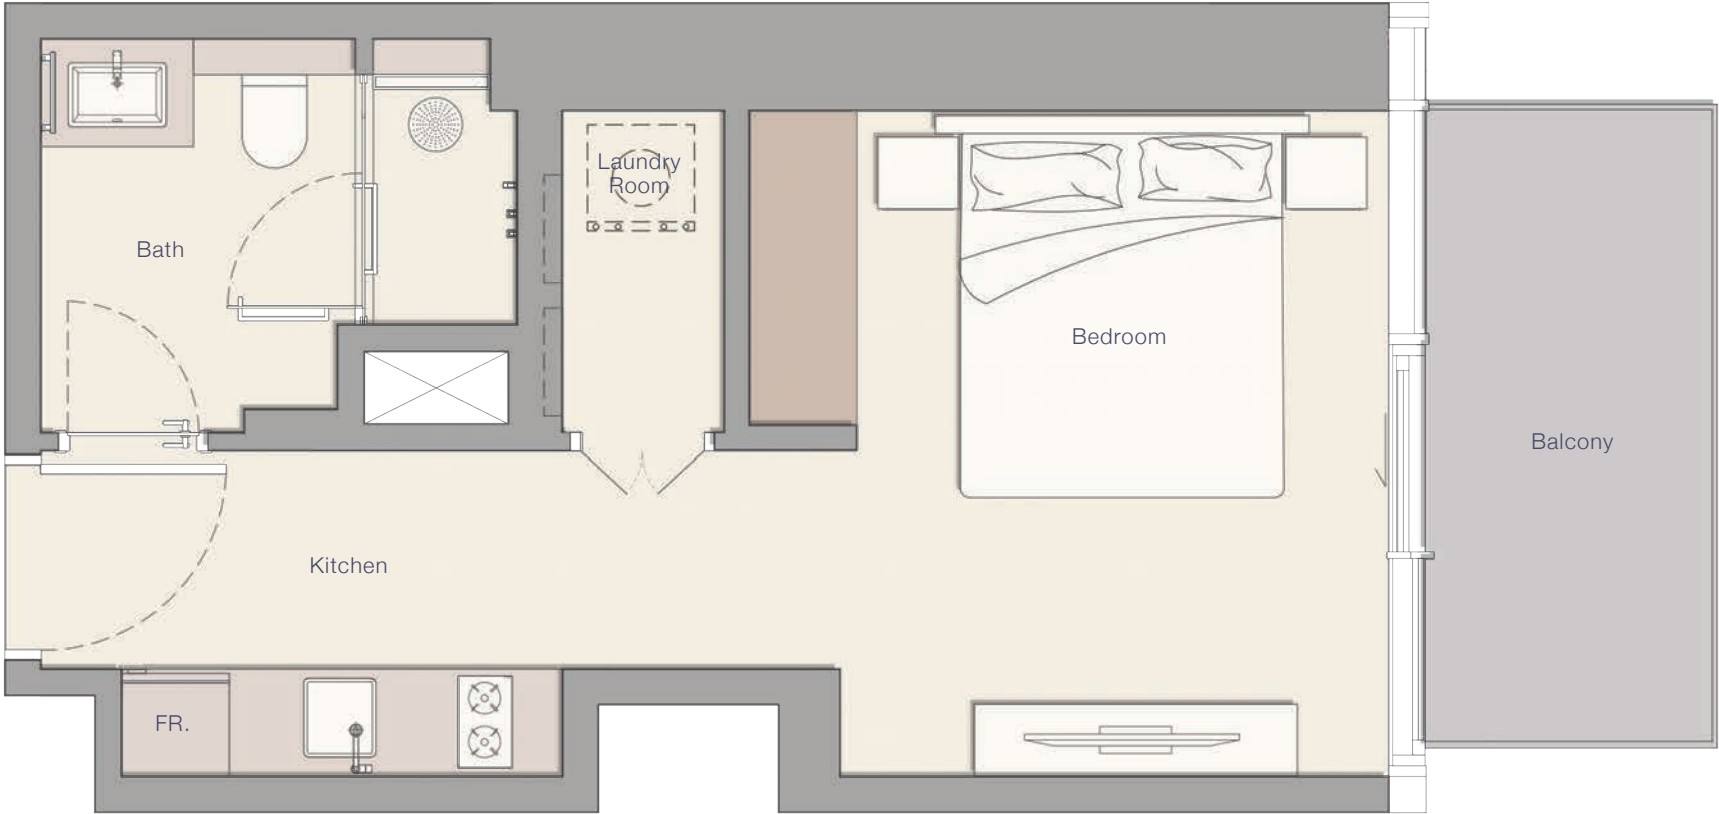 Laundry
Room
Bath
Bedroom
Balcony
Kitchen
FR.